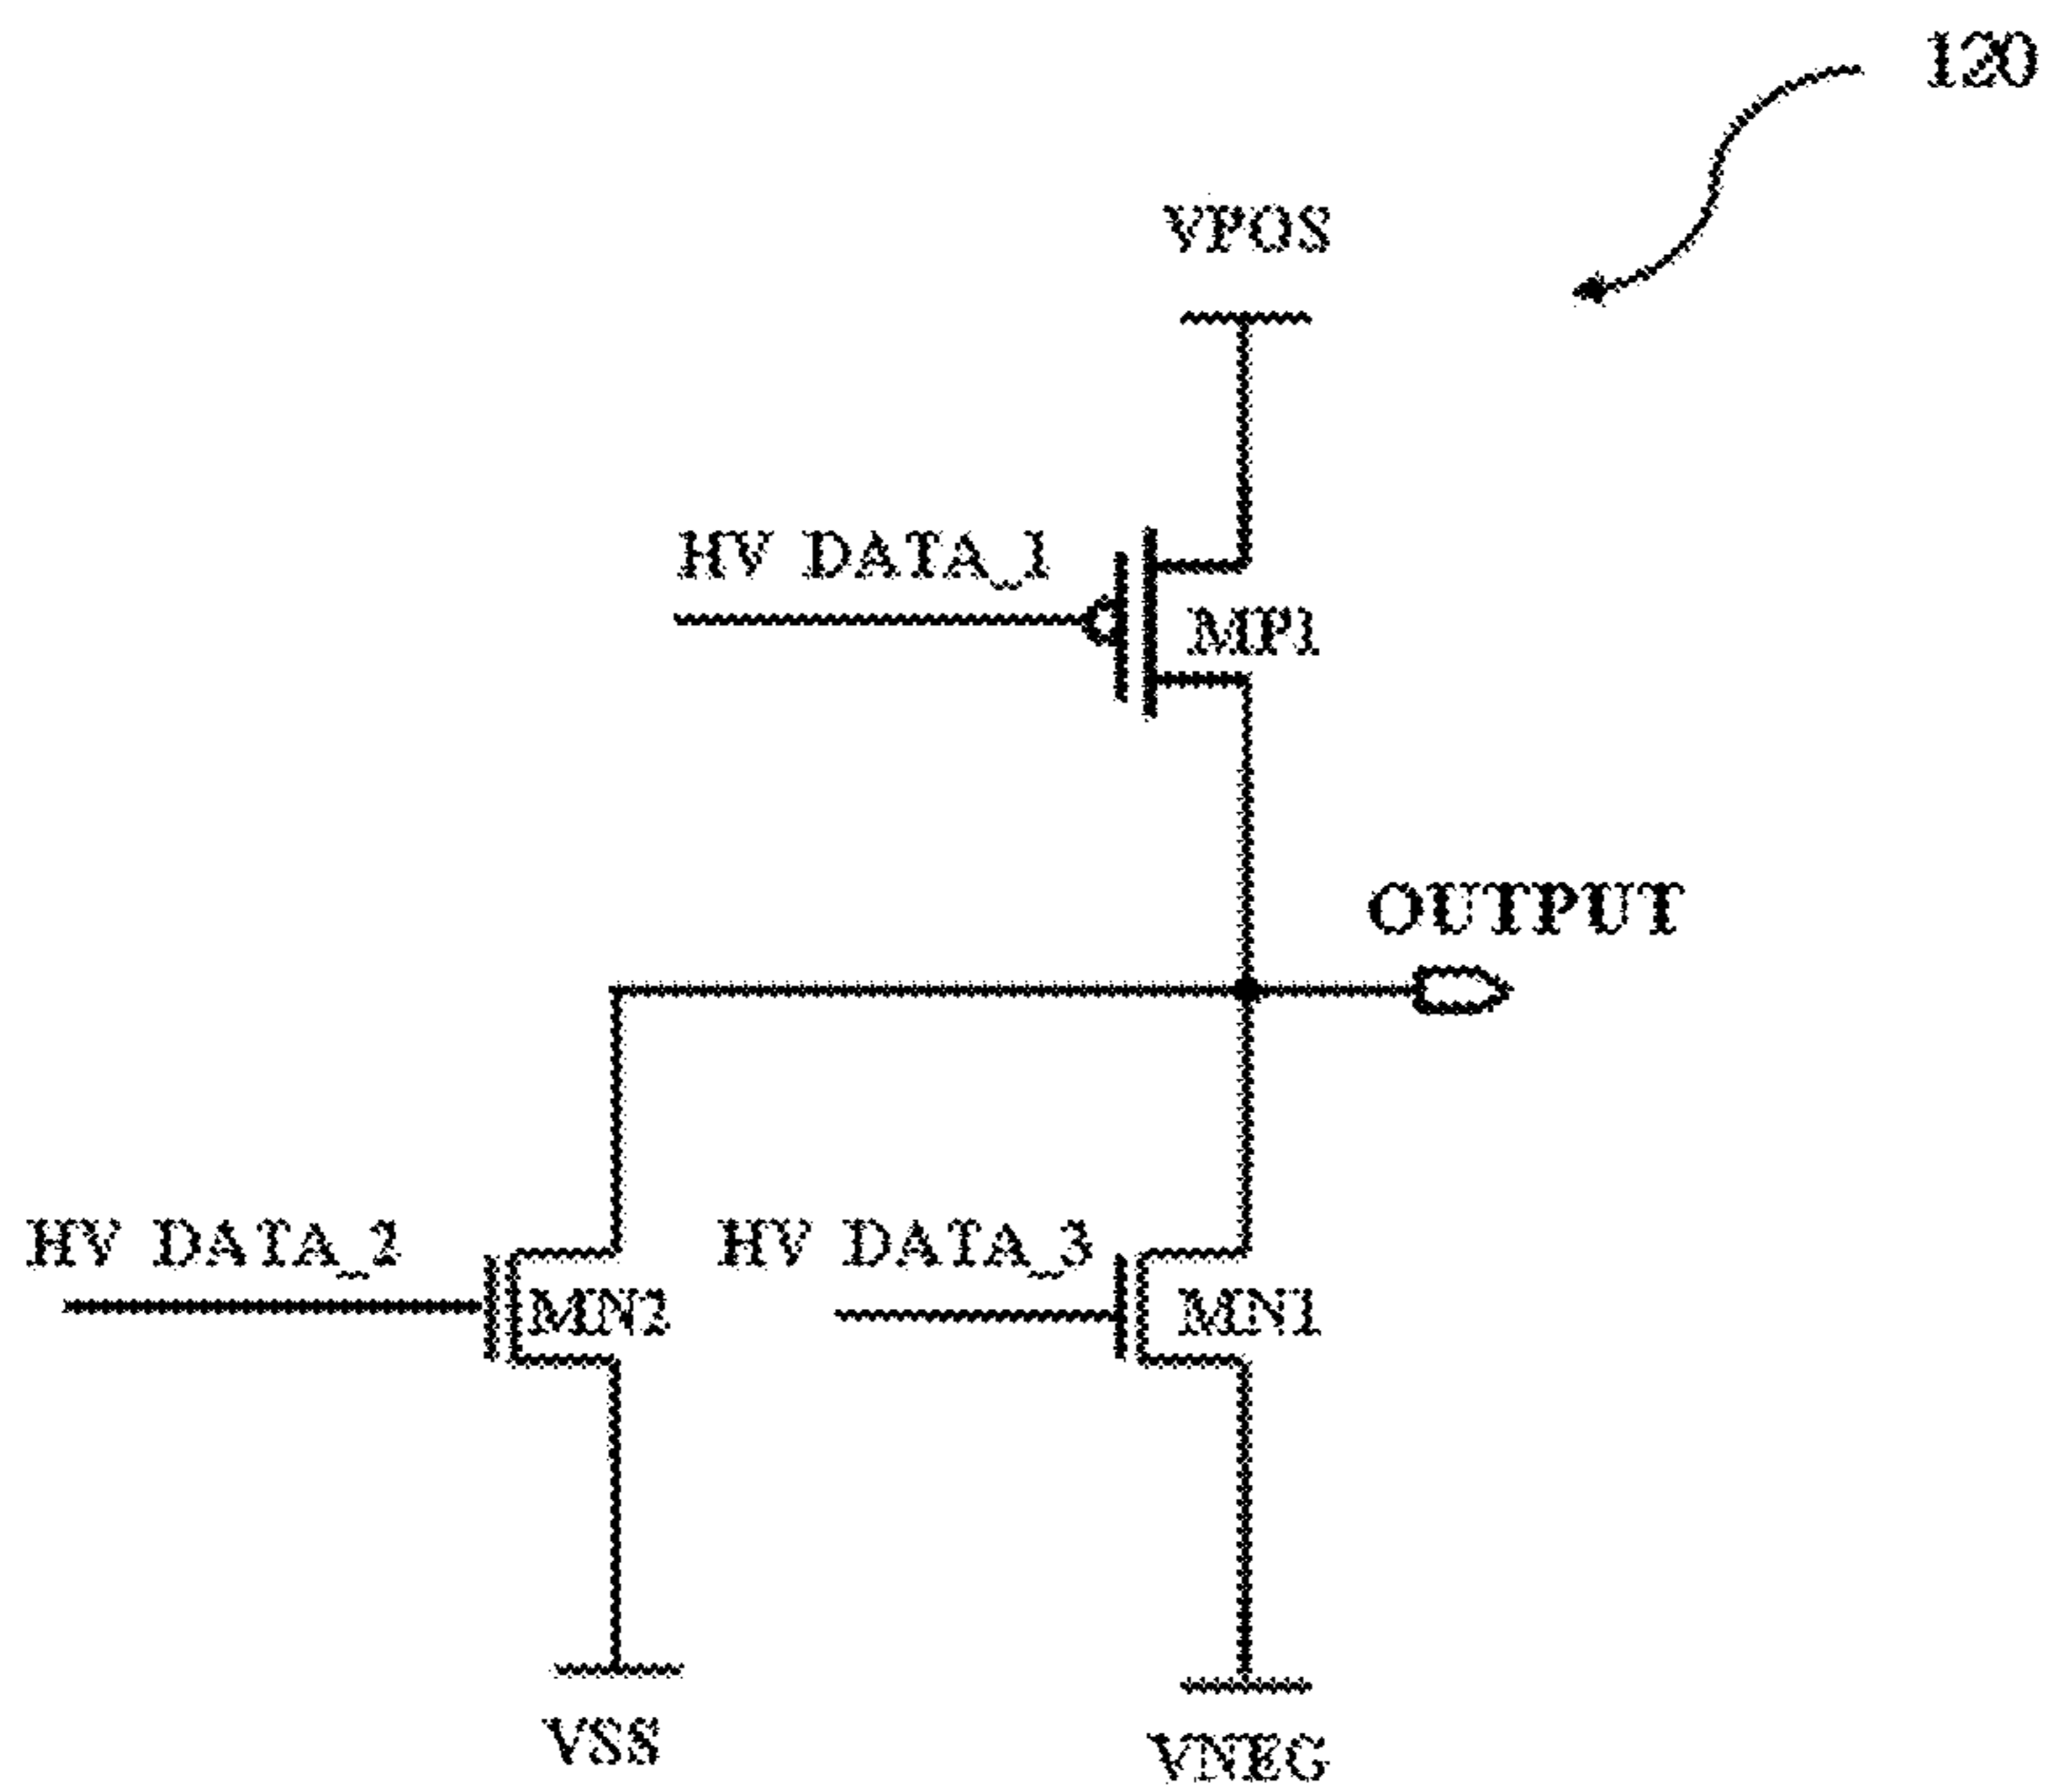 120
VPOS
HV DATA_1
MP1
OUTPUT
HV DATA_2
MN2
HV DATA_3
MN1
VSS
VNEG